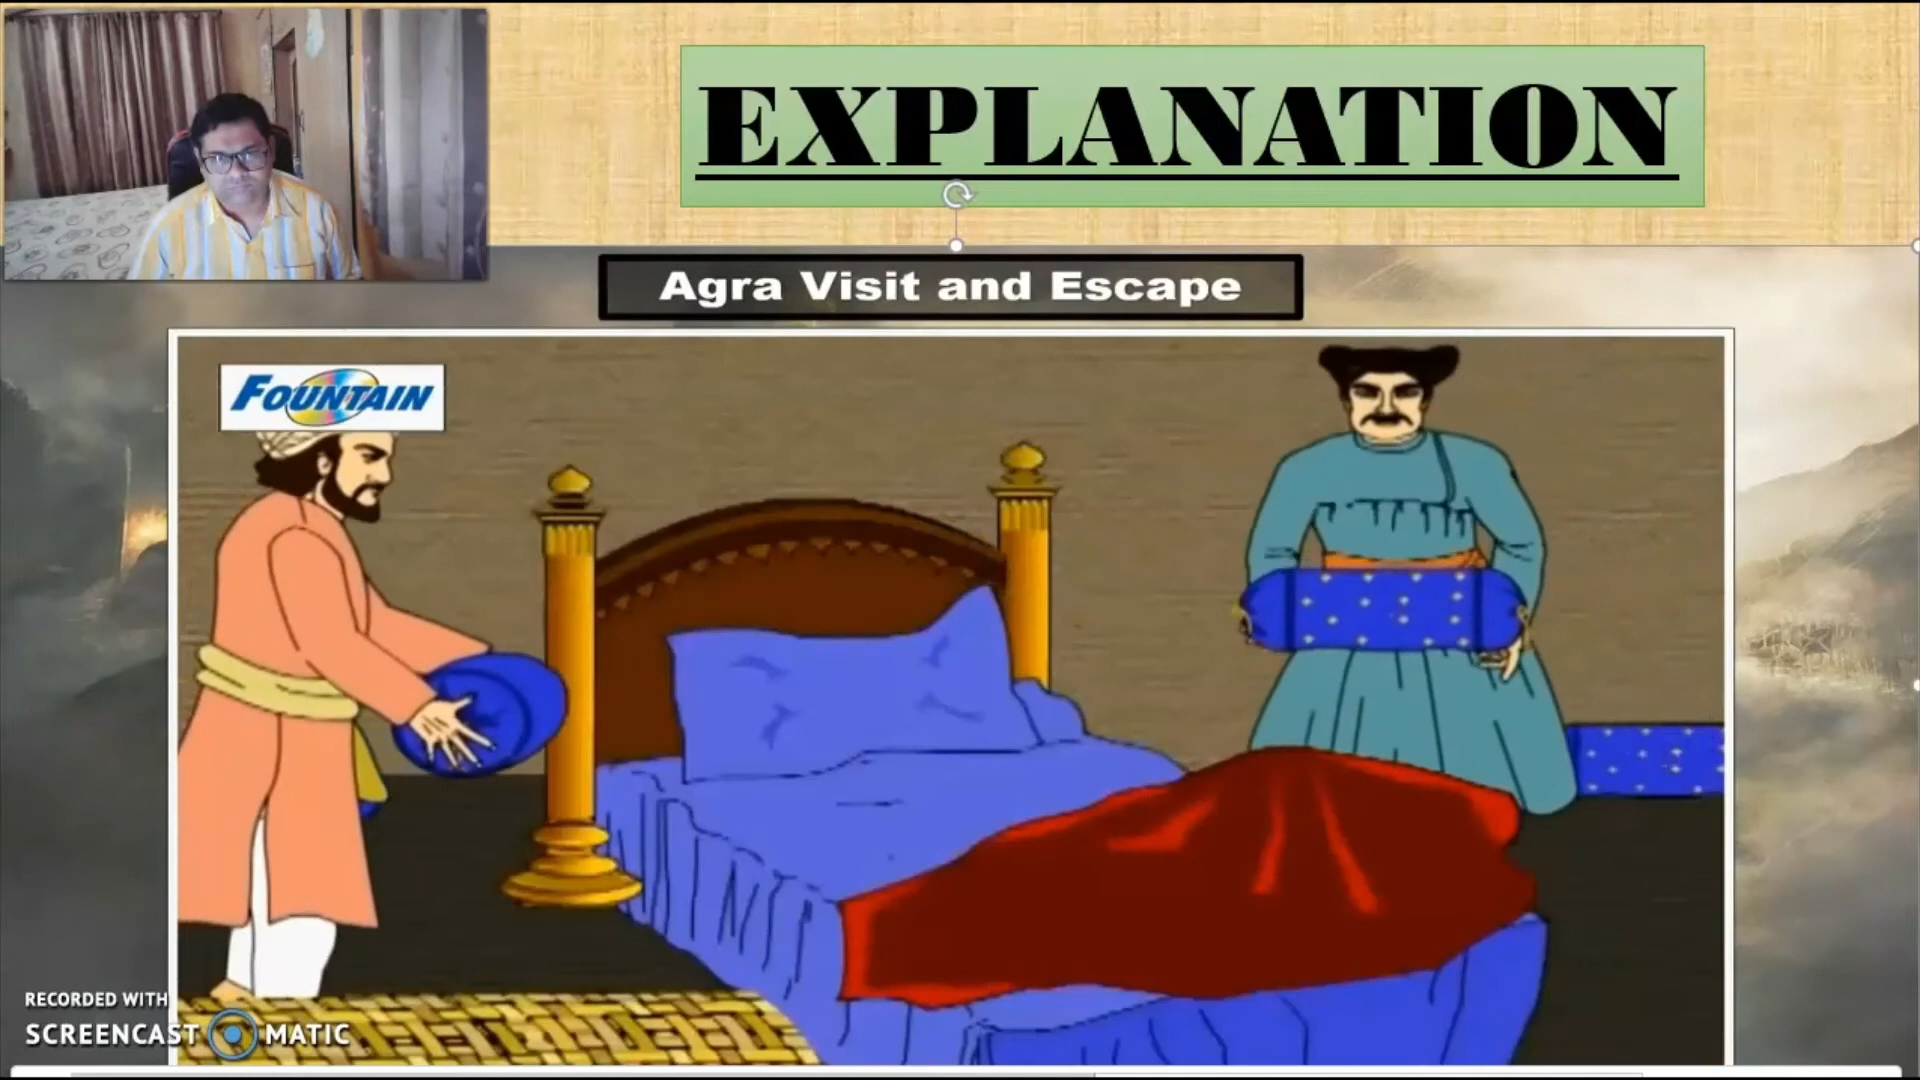 EXPLANATION
Agra Visit and Escape
FOUNTAIN
RECORDED WITH
SCREENCAST MATIC